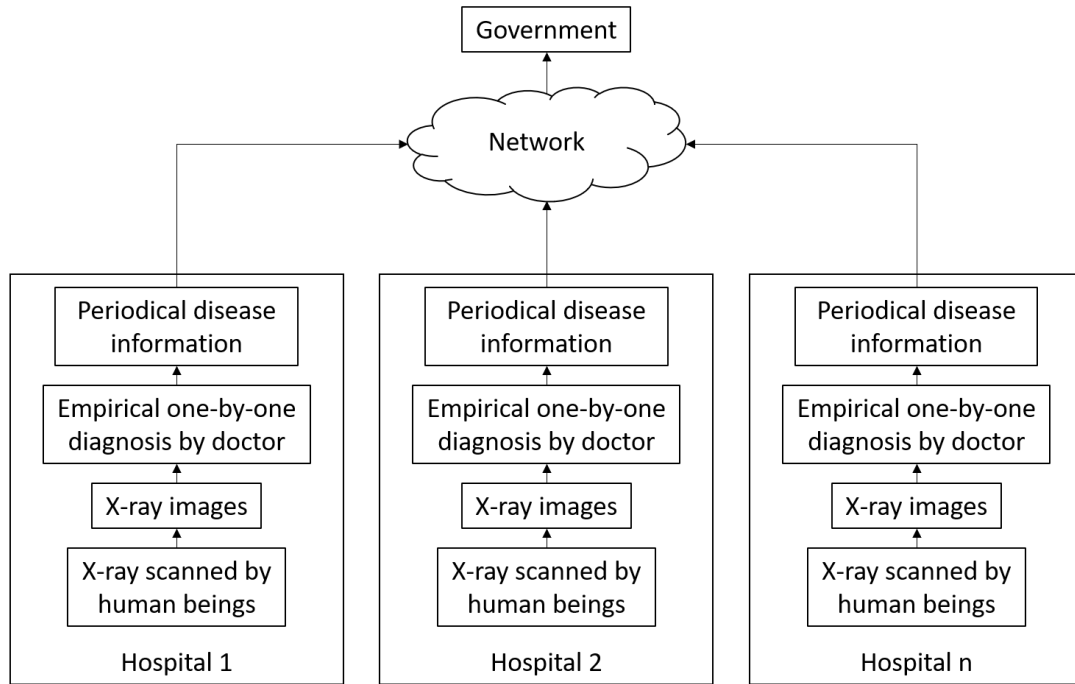 Government
Network
Periodical disease
information
Empirical one-by-one
diagnosis by doctor
X-ray images
X-ray scanned by
human beings
Hospital 1
Periodical disease
information
Empirical one-by-one
diagnosis by doctor
X-ray images
X-ray scanned by
human beings
Hospital 2
Periodical disease
information
Empirical one-by-one
diagnosis by doctor
X-ray images
X-ray scanned by
human beings
Hospital n